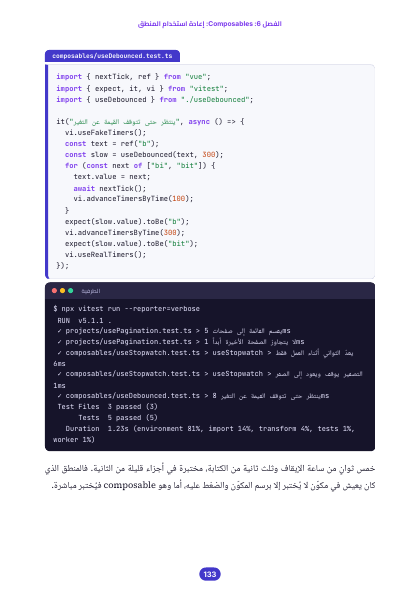 الفصل 6: Composables: إعادة استخدام المنطق
composables/useDebounced.test.ts
import { nextTick, ref } from "vue";
import { expect, it, vi } from "vitest";
import { useDebounced } from "./useDebounced";
it("ينتظر حتى تتوقف القيمة عن التغير", async () => {
vi.useFakeTimers();
const text = ref("b");
const slow = useDebounced(text, 300);
for (const next of ["bi", "bit"]) {
text.value = next;
await nextTick();
vi.advanceTimersByTime(100);
}
expect(slow.value).toBe("b");
vi.advanceTimersByTime(300);
expect(slow.value).toBe("bit");
vi.useRealTimers();
});
الطرفية
$ npx vitest run --reporter=verbose
RUN v5.1.1 .
✓ projects/usePagination.test.ts > يقسم القائمة إلى صفحات 5ms
✓ projects/usePagination.test.ts > لا يتجاوز الصفحة الأخيرة أبداً 1ms
✓ composables/useStopwatch.test.ts > useStopwatch > يعدّ الثواني أثناء العمل فقط
6ms
✓ composables/useStopwatch.test.ts > useStopwatch > التصفير يوقف ويعود إلى الصفر
1ms
✓ composables/useDebounced.test.ts > ينتظر حتى تتوقف القيمة عن التغير 8ms
Test Files 3 passed (3)
Tests 5 passed (5)
Duration 1.23s (environment 81%, import 14%, transform 4%, tests 1%,
worker 1%)
خمس ثوانٍ من ساعة الإيقاف وثلث ثانية من الكتابة، مختبرة في أجزاء قليلة من الثانية. فالمنطق الذي
كان يعيش في مكوّن لا يُختبر إلا برسم المكوّن والضغط عليه، أما وهو composable فيُختبر مباشرة.
133